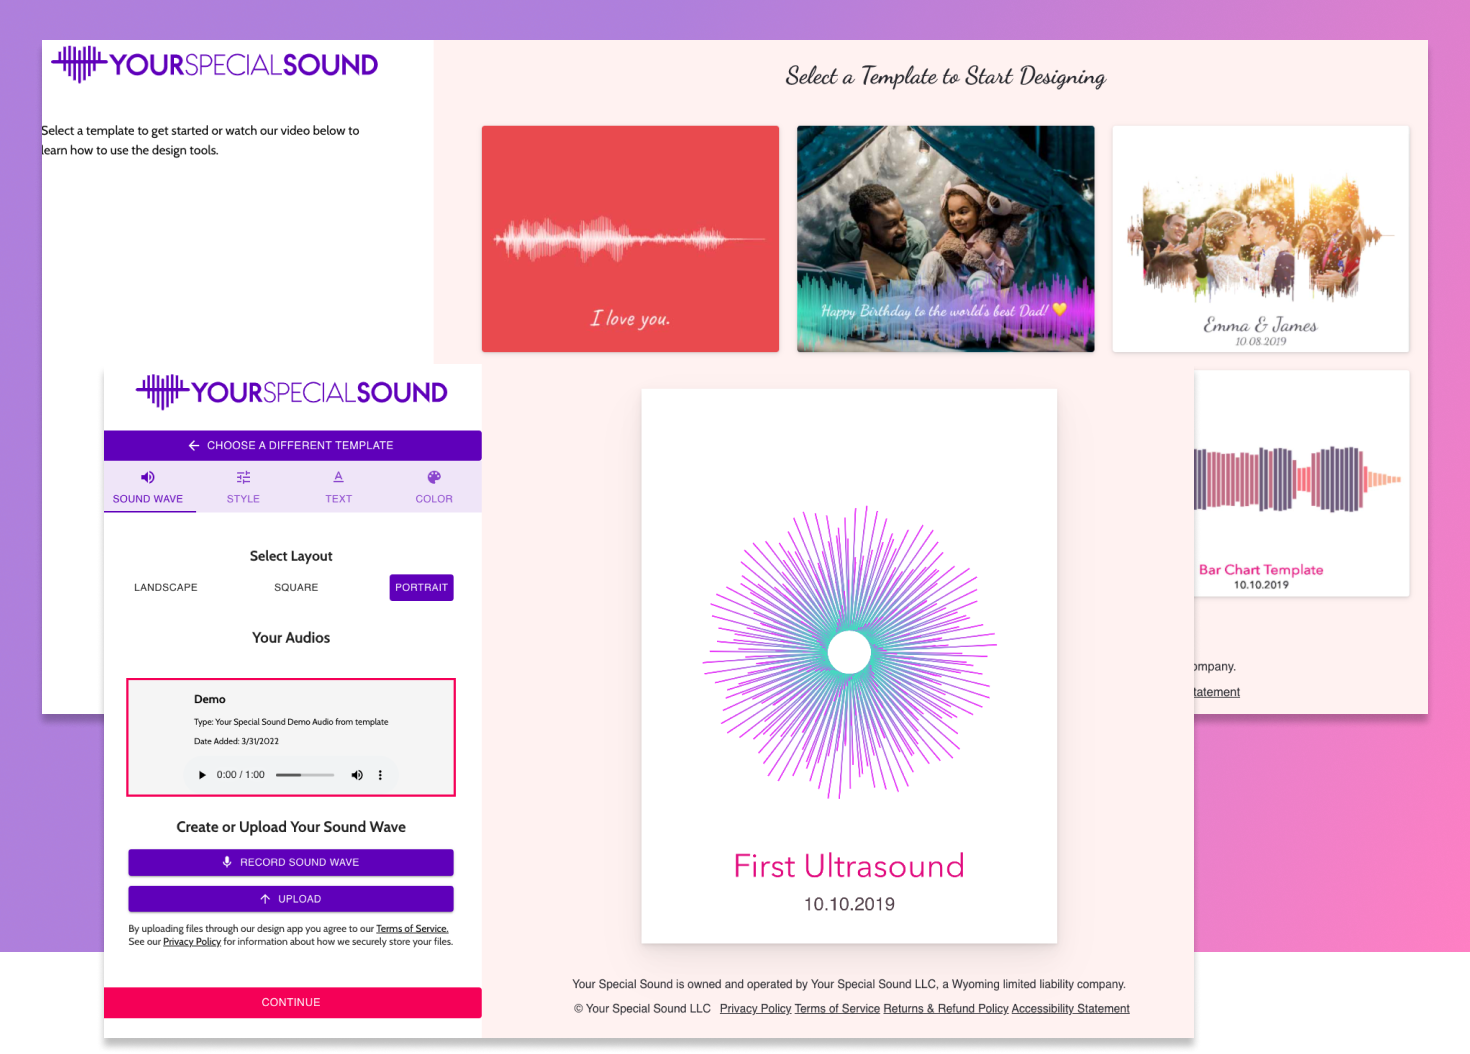 YOURSPECIALSOUND
Select a template to get started or watch our video below to
learn how to use the design tools.
Select a Template to Start Designing
I love you.
Happy Birthday to the world's best Dad! 💛
Emma & James
10.08.2019
Bar Chart Template
10.10.2019
ompany.
tatement
YOURSPECIALSOUND
CHOOSE A DIFFERENT TEMPLATE
SOUND WAVE STYLE TEXT COLOR
Select Layout
LANDSCAPE SQUARE PORTRAIT
Your Audios
Demo
Type: Your Special Sound Demo Audio from template
Date Added: 3/31/2022
0:00 / 1:00
Create or Upload Your Sound Wave
RECORD SOUND WAVE
UPLOAD
By uploading files through our design app you agree to our Terms of Service.
See our Privacy Policy for information about how we securely store your files.
CONTINUE
First Ultrasound
10.10.2019
Your Special Sound is owned and operated by Your Special Sound LLC, a Wyoming limited liability company.
© Your Special Sound LLC Privacy Policy Terms of Service Returns & Refund Policy Accessibility Statement